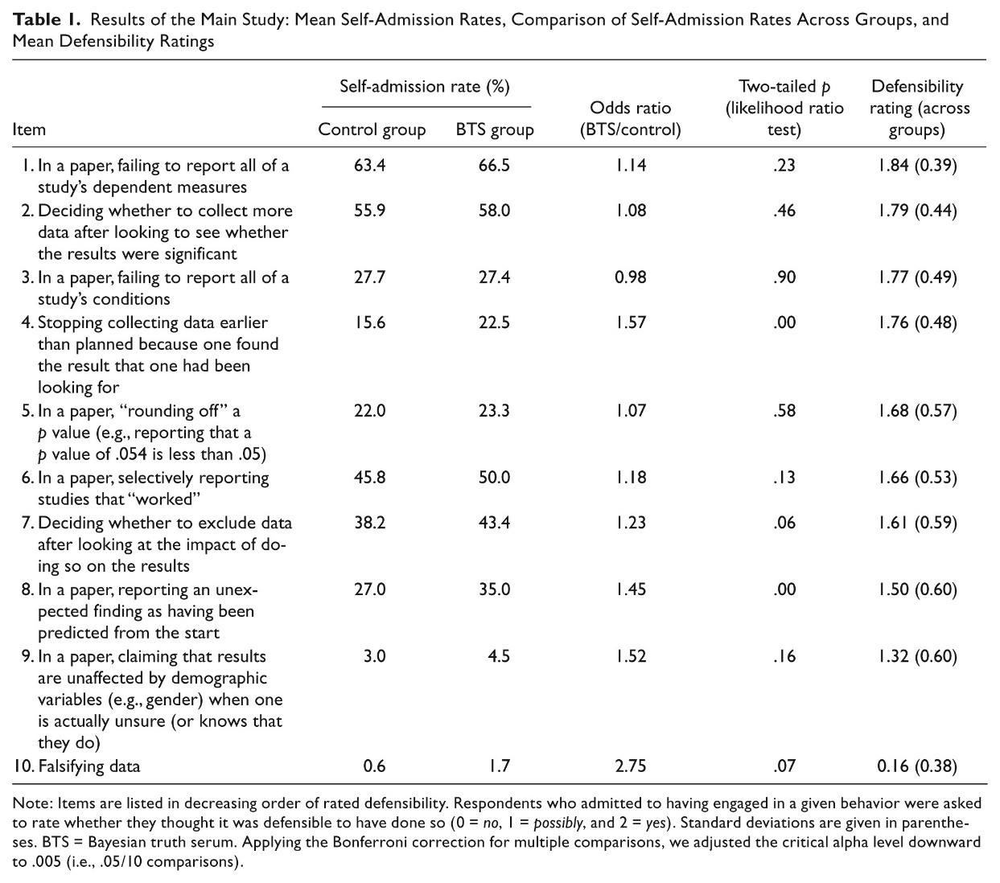 Table 1. Results of the Main Study: Mean Self-Admission Rates, Comparison of Self-Admission Rates Across Groups, and
Mean Defensibility Ratings
Self-admission rate (%)
Two-tailed p
Defensibility
Odds ratio
(likelihood ratio
rating (across
Item
Control group
BTS group
(BTS/control)
test)
groups)
1. In a paper, failing to report all of a 63.4 66.5 1.14 .23 1.84 (0.39)
study's dependent measures
2. Deciding whether to collect more 55.9 58.0 1.08 .46 1.79 (0.44)
data after looking to see whether
the results were significant
3. In a paper, failing to report all of a 27.7 27.4 0.98 .90 1.77 (0.49)
study's conditions
4. Stopping collecting data earlier 15.6 22.5 1.57 .00 1.76 (0.48)
than planned because one found
the result that one had been
looking for
5. In a paper, “rounding off” a 22.0 23.3 1.07 .58 1.68 (0.57)
p value (e.g., reporting that a
p value of .054 is less than .05)
6. In a paper, selectively reporting 45.8 50.0 1.18 .13 1.66 (0.53)
studies that “worked”
7. Deciding whether to exclude data 38.2 43.4 1.23 .06 1.61 (0.59)
after looking at the impact of do-
ing so on the results
8. In a paper, reporting an unex- 27.0 35.0 1.45 .00 1.50 (0.60)
pected finding as having been
predicted from the start
9. In a paper, claiming that results 3.0 4.5 1.52 .16 1.32 (0.60)
are unaffected by demographic
variables (e.g., gender) when one
is actually unsure (or knows that
they do)
10. Falsifying data 0.6 1.7 2.75 .07 0.16 (0.38)
Note: Items are listed in decreasing order of rated defensibility. Respondents who admitted to having engaged in a given behavior were asked
to rate whether they thought it was defensible to have done so (0 = no, 1 = possibly, and 2 = yes). Standard deviations are given in parenthe-
ses. BTS = Bayesian truth serum. Applying the Bonferroni correction for multiple comparisons, we adjusted the critical alpha level downward
to .005 (i.e., .05/10 comparisons).